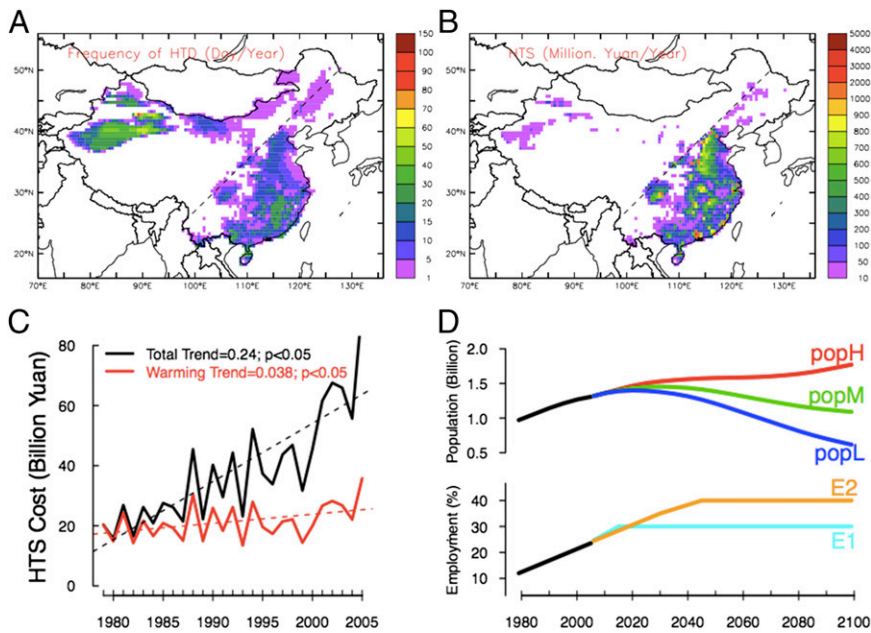 A
Frequency of HTD (Day/Year)
50°N
40°N
30°N
20°N
70°E 80°E 90°E 100°E 110°E 120°E 130°E
150
100
90
80
70
60
50
40
30
20
15
10
5
1
B
HTS (Million. Yuan/Year)
50°N
40°N
30°N
20°N
70°E 80°E 90°E 100°E 110°E 120°E 130°E
5000
4000
3000
2000
1000
900
800
700
600
500
400
300
200
100
50
10
C
HTS Cost (Billion Yuan)
80
60
40
20
0
Total Trend=0.24; p<0.05
Warming Trend=0.038; p<0.05
1980 1985 1990 1995 2000 2005
D
Population (Billion)
2.0
1.5
1.0
0.5
popH
popM
popL
Employment (%)
40
30
20
10
E2
E1
1980 2000 2020 2040 2060 2080 2100